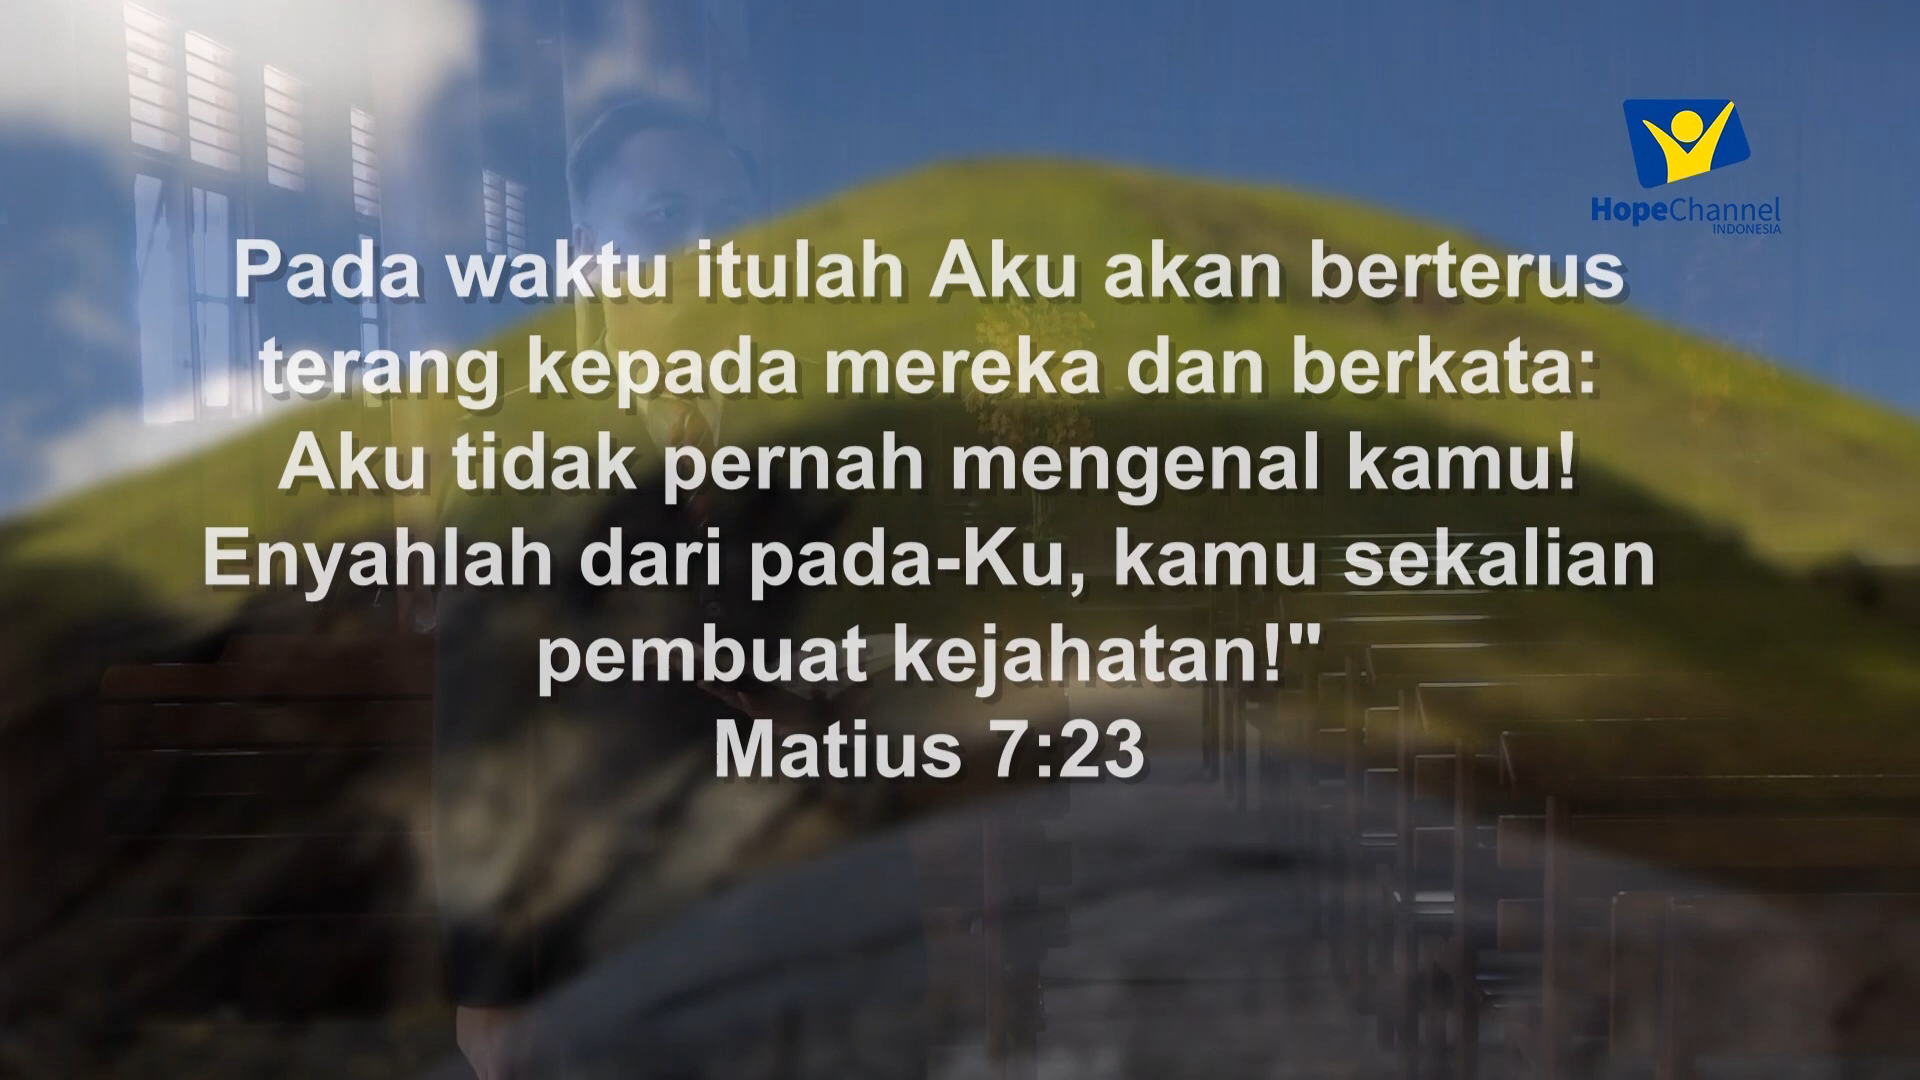 HopeChannel
INDONESIA
Pada waktu itulah Aku akan berterus
terang kepada mereka dan berkata:
Aku tidak pernah mengenal kamu!
Enyahlah dari pada-Ku, kamu sekalian
pembuat kejahatan!"
Matius 7:23